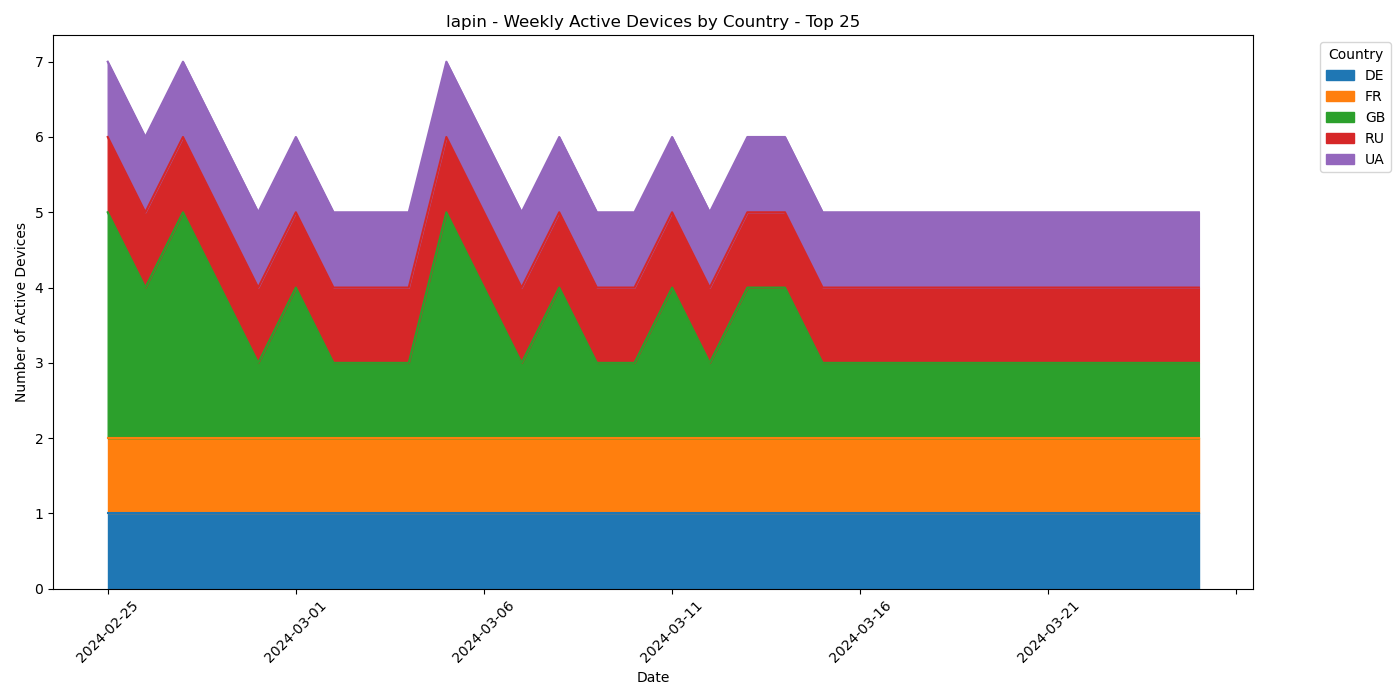 lapin - Weekly Active Devices by Country - Top 25
Number of Active Devices
7
6
5
4
3
2
1
0
2024-02-25
2024-03-01
2024-03-06
2024-03-11
2024-03-16
2024-03-21
Date
Country
DE
FR
GB
RU
UA